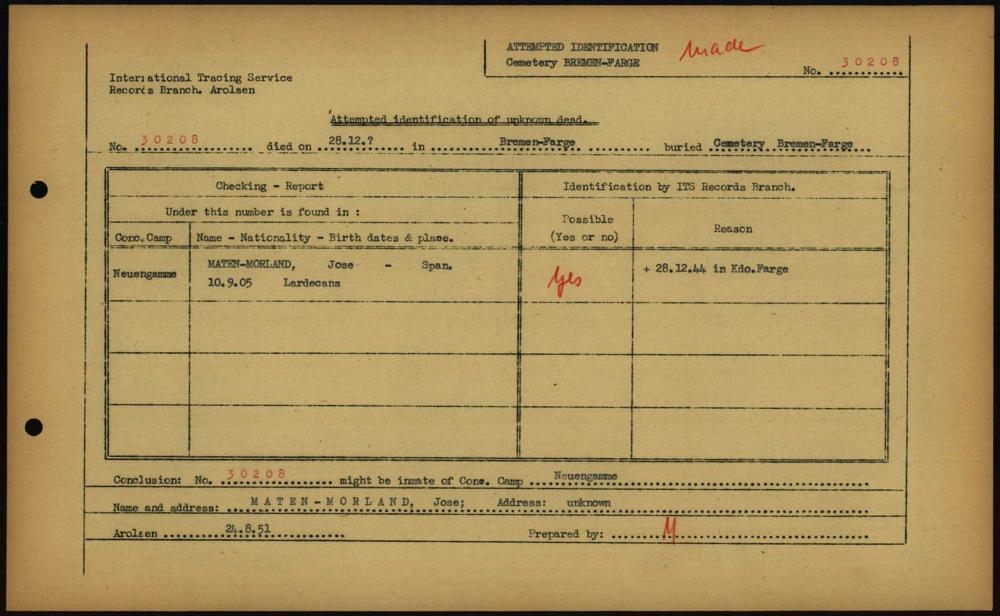 ATTEMPTED IDENTIFICATION made
Cemetery BREMEN-FARGE
No. 30208
International Tracing Service
Records Branch. Arolsen
Attempted identification of unknown dead.
No. 30208 died on 28.12.? in Bremen-Farge buried Cemetery Bremen-Farge
Checking - Report Identification by ITS Records Branch.
Under this number is found in :
Possible
(Yes or no) Reason
Conc. Camp Name - Nationality - Birth dates & place.
Neuengamme MATEN-MORLAND, Jose - Span. yes + 28.12.44 in Kdo.Farge
10.9.05 Lardecans
Conclusion: No. 30208 might be inmate of Conc. Camp Neuengamme
Name and address: MATEN-MORLAND, Jose; Address: unknown
Arolsen 24.8.51 Prepared by: M